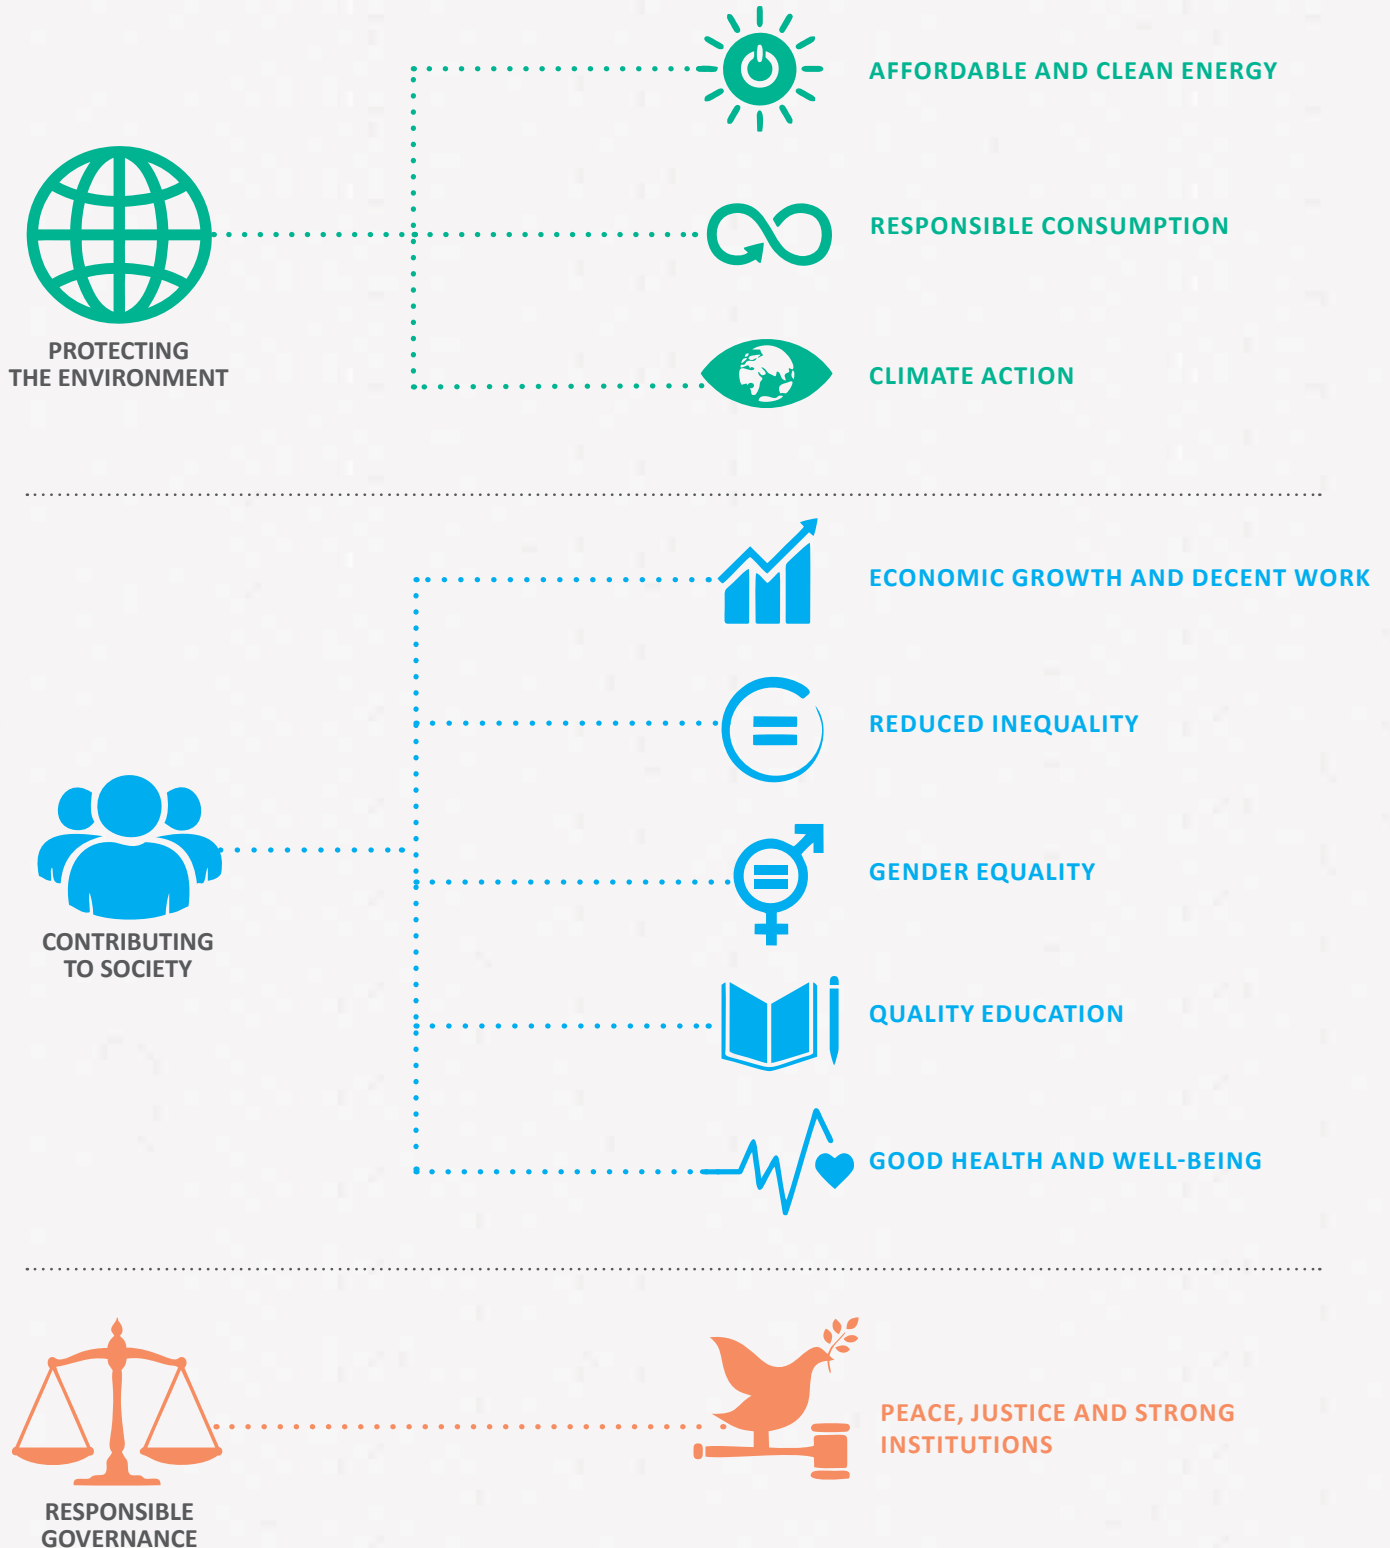 AFFORDABLE AND CLEAN ENERGY
RESPONSIBLE CONSUMPTION
PROTECTING
THE ENVIRONMENT
CLIMATE ACTION
ECONOMIC GROWTH AND DECENT WORK
REDUCED INEQUALITY
GENDER EQUALITY
CONTRIBUTING
TO SOCIETY
QUALITY EDUCATION
GOOD HEALTH AND WELL-BEING
PEACE, JUSTICE AND STRONG
INSTITUTIONS
RESPONSIBLE
GOVERNANCE